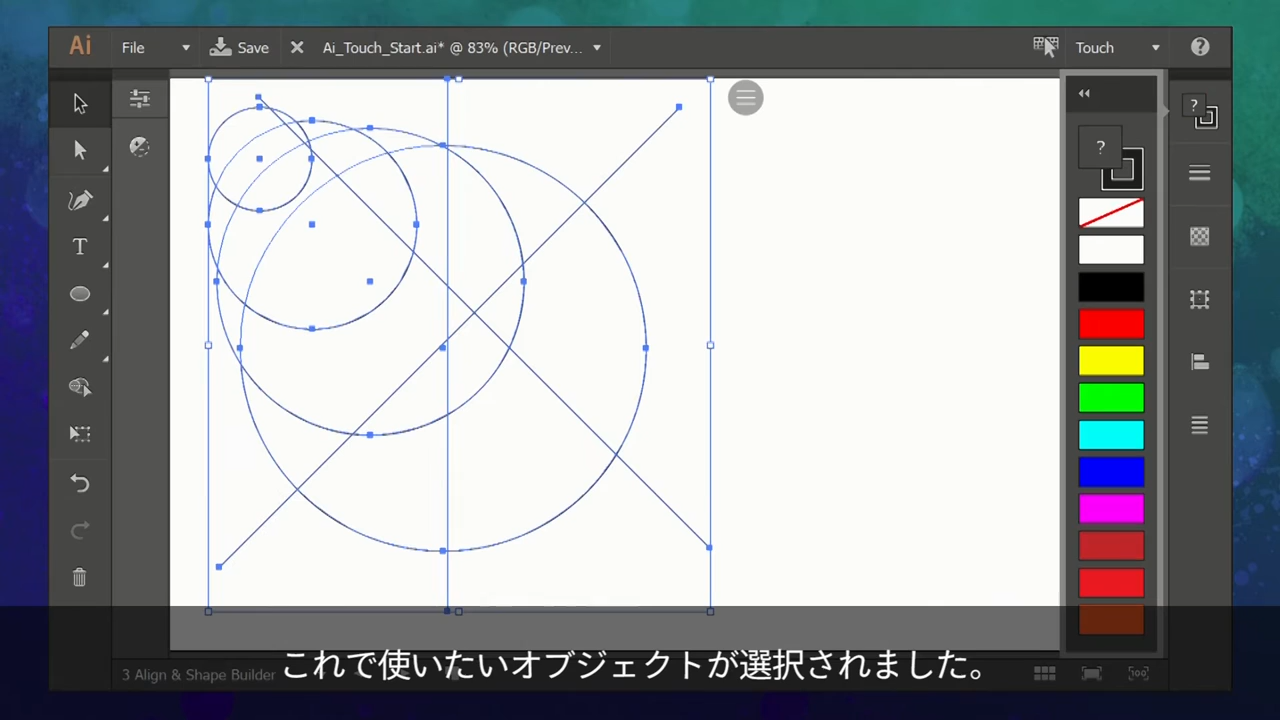 Ai
File
Save
Ai_Touch_Start.ai* @ 83% (RGB/Prev...
Touch
?
?
?
T
3 Align & Shape Builder
これで使いたいオブジェクトが選択されました。